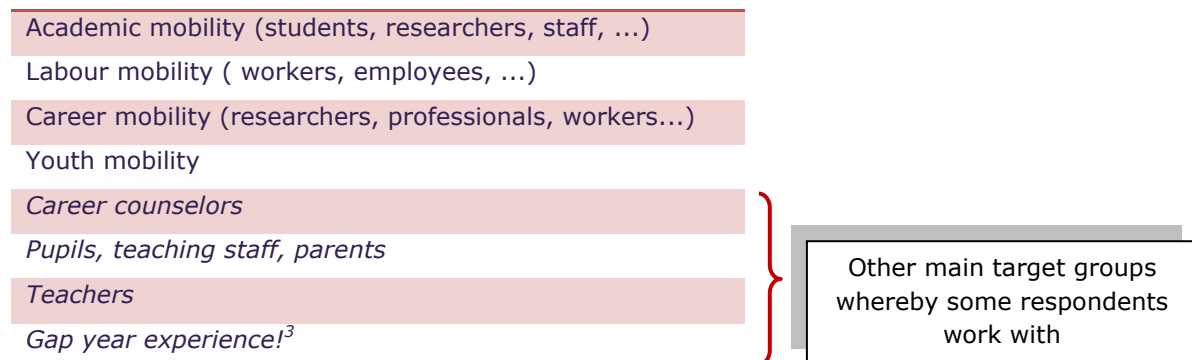 Academic mobility (students, researchers, staff, ...)
Labour mobility ( workers, employees, ...)
Career mobility (researchers, professionals, workers...)
Youth mobility
Career counselors
Pupils, teaching staff, parents
Teachers
Gap year experience!3
Other main target groups
whereby some respondents
work with